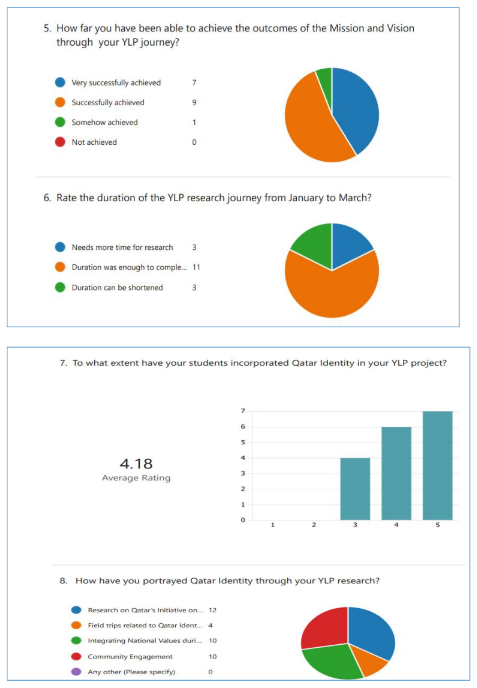 5. How far you have been able to achieve the outcomes of the Mission and Vision
through your YLP journey?
Very successfully achieved 7
Successfully achieved 9
Somehow achieved 1
Not achieved 0
6. Rate the duration of the YLP research journey from January to March?
Needs more time for research 3
Duration was enough to comple... 11
Duration can be shortened 3
7. To what extent have your students incorporated Qatar Identity in your YLP project?
4.18
Average Rating
7
6
5
4
3
2
1
0
1 2 3 4 5
8. How have you portrayed Qatar Identity through your YLP research?
Research on Qatar's Initiative on... 12
Field trips related to Qatar Ident... 4
Integrating National Values duri... 10
Community Engagement 10
Any other (Please specify) 0